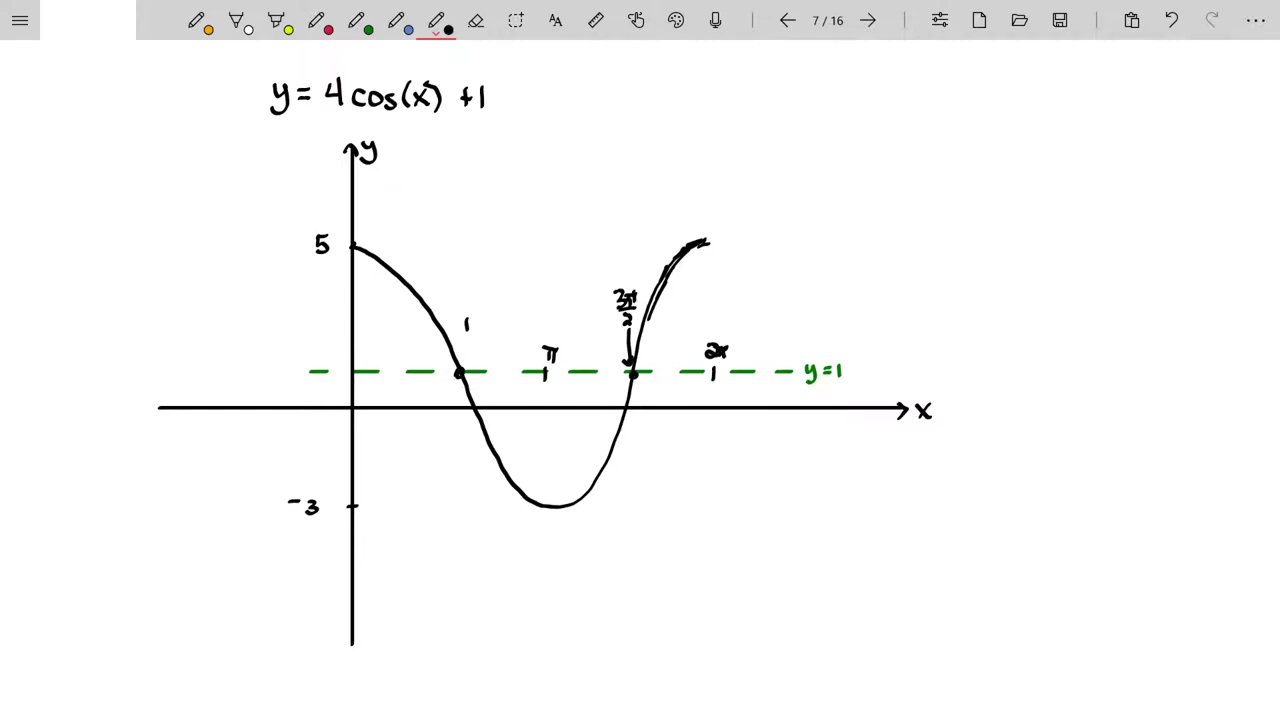 7 / 16
y = 4 cos(x) + 1
y
5
3π/2
π
2π
y = 1
x
-3